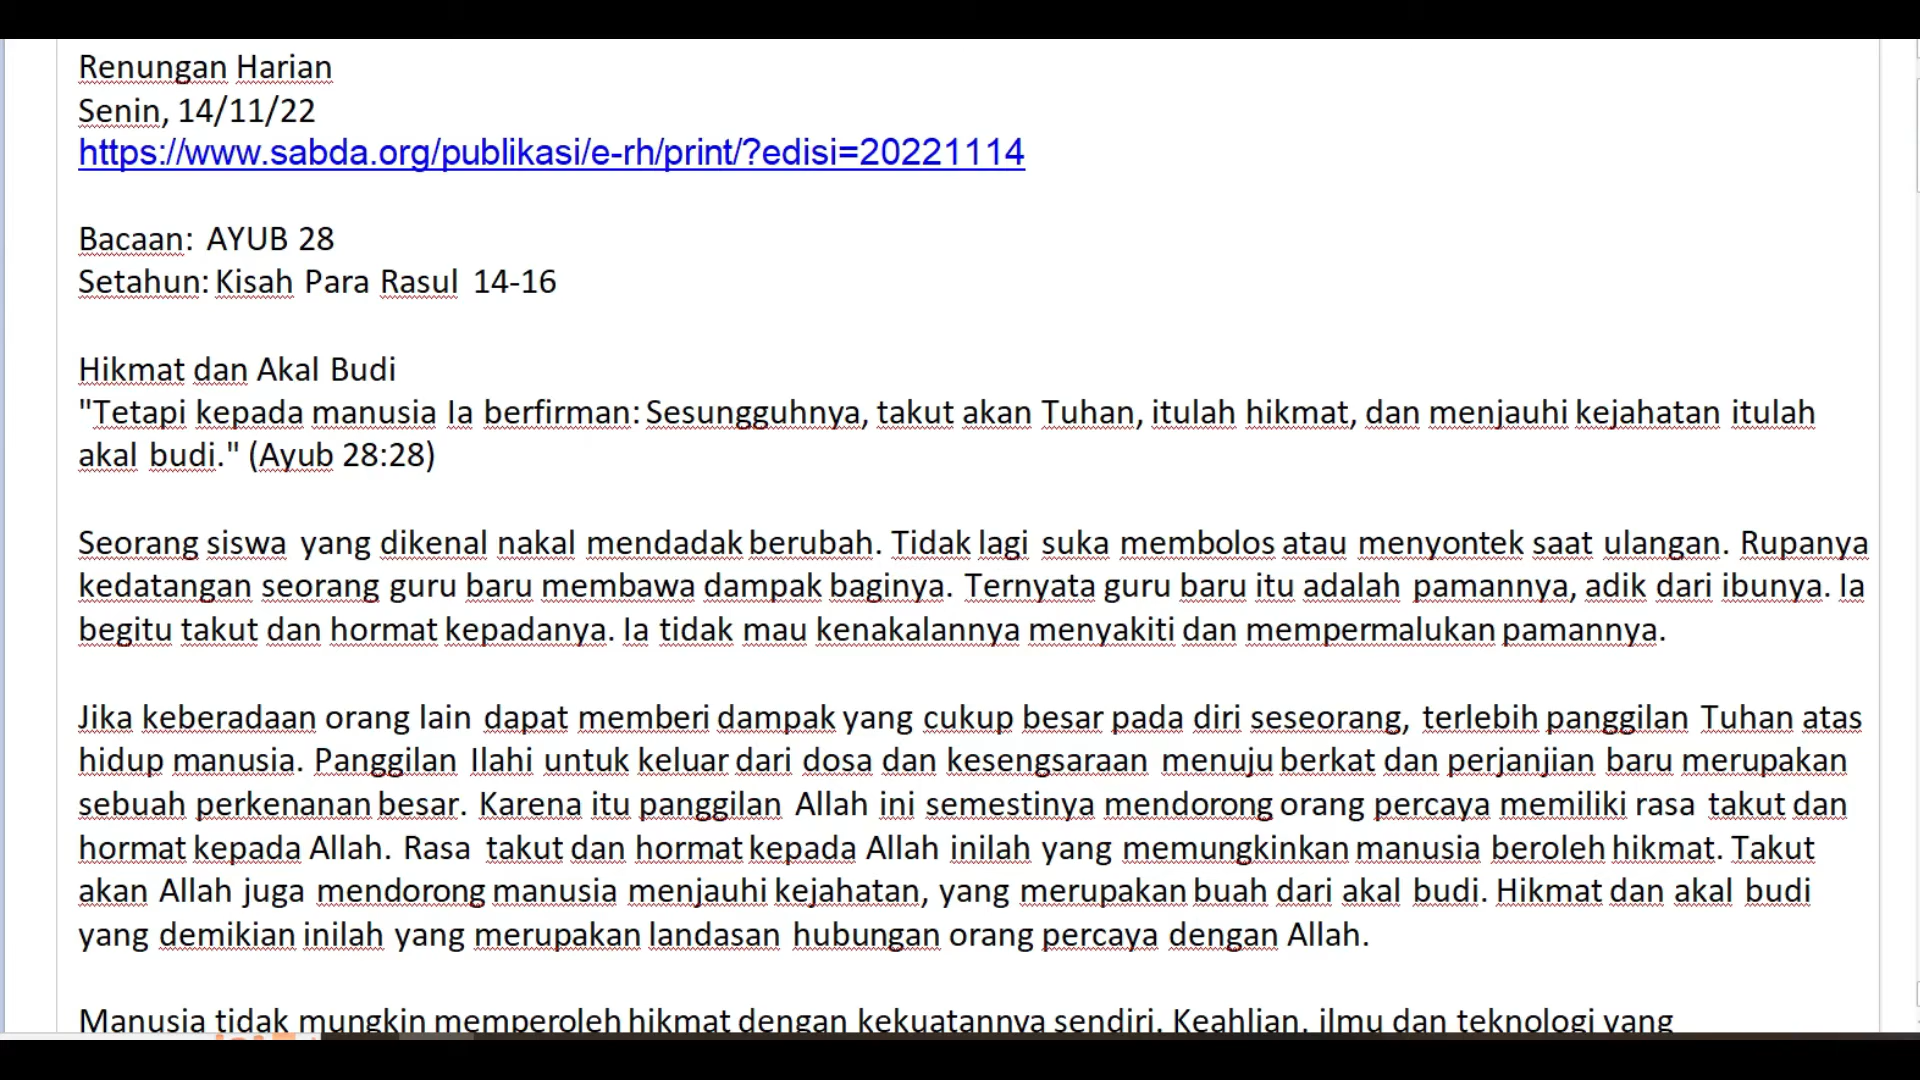 Renungan Harian
Senin, 14/11/22
https://www.sabda.org/publikasi/e-rh/print/?edisi=20221114
Bacaan: AYUB 28
Setahun: Kisah Para Rasul 14-16
Hikmat dan Akal Budi
"Tetapi kepada manusia Ia berfirman: Sesungguhnya, takut akan Tuhan, itulah hikmat, dan menjauhi kejahatan itulah
akal budi." (Ayub 28:28)
Seorang siswa yang dikenal nakal mendadak berubah. Tidak lagi suka membolos atau menyontek saat ulangan. Rupanya
kedatangan seorang guru baru membawa dampak baginya. Ternyata guru baru itu adalah pamannya, adik dari ibunya. Ia
begitu takut dan hormat kepadanya. Ia tidak mau kenakalannya menyakiti dan mempermalukan pamannya.
Jika keberadaan orang lain dapat memberi dampak yang cukup besar pada diri seseorang, terlebih panggilan Tuhan atas
hidup manusia. Panggilan Ilahi untuk keluar dari dosa dan kesengsaraan menuju berkat dan perjanjian baru merupakan
sebuah perkenanan besar. Karena itu panggilan Allah ini semestinya mendorong orang percaya memiliki rasa takut dan
hormat kepada Allah. Rasa takut dan hormat kepada Allah inilah yang memungkinkan manusia beroleh hikmat. Takut
akan Allah juga mendorong manusia menjauhi kejahatan, yang merupakan buah dari akal budi. Hikmat dan akal budi
yang demikian inilah yang merupakan landasan hubungan orang percaya dengan Allah.
Manusia tidak mungkin memperoleh hikmat dengan kekuatannya sendiri. Keahlian, ilmu dan teknologi yang